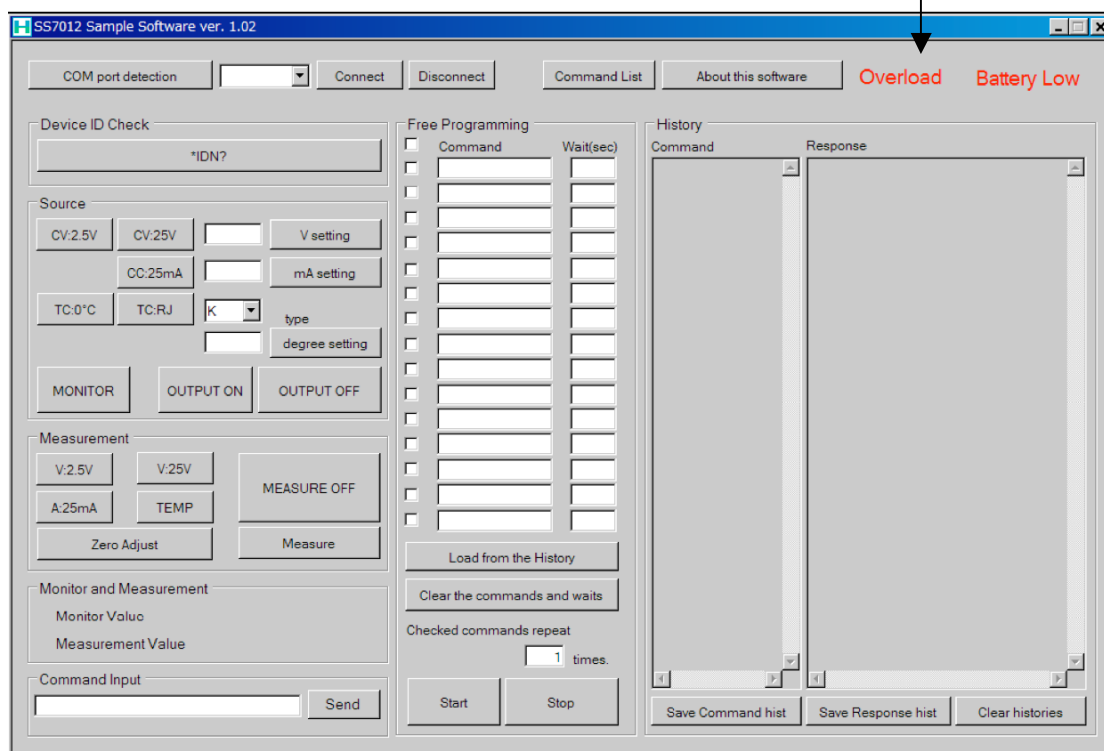 SS7012 Sample Software ver. 1.02
COM port detection Connect Disconnect Command List About this software Overload Battery Low
Device ID Check
*IDN?
Source
CV:2.5V CV:25V V setting
CC:25mA mA setting
TC:0°C TC:RJ K type
degree setting
MONITOR OUTPUT ON OUTPUT OFF
Measurement
V:2.5V V:25V MEASURE OFF
A:25mA TEMP
Zero Adjust Measure
Monitor and Measurement
Monitor Value
Measurement Value
Command Input
Send
Free Programming
Command Wait(sec)
Load from the History
Clear the commands and waits
Checked commands repeat
1 times.
Start Stop
History
Command Response
Save Command hist Save Response hist Clear histories